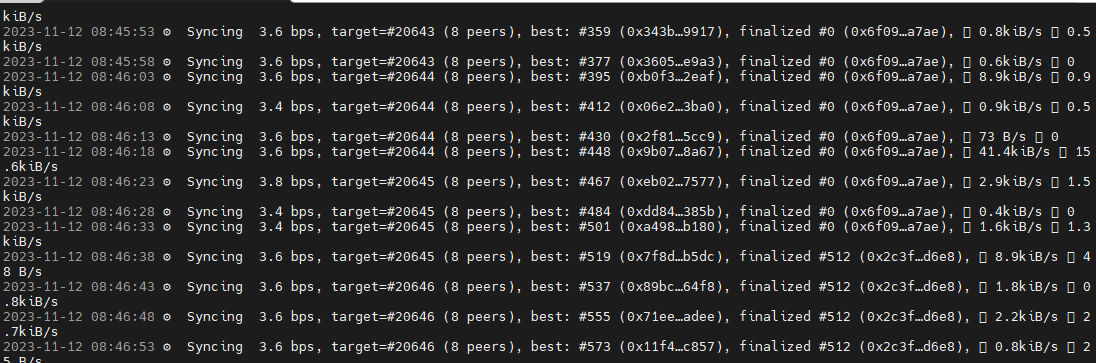 kiB/s
2023-11-12 08:45:53 ⚙ Syncing 3.6 bps, target=#20643 (8 peers), best: #359 (0x343b…9917), finalized #0 (0x6f09…a7ae), ▯ 0.8kiB/s ▯ 0.5
kiB/s
2023-11-12 08:45:58 ⚙ Syncing 3.6 bps, target=#20643 (8 peers), best: #377 (0x3605…e9a3), finalized #0 (0x6f09…a7ae), ▯ 0.6kiB/s ▯ 0
2023-11-12 08:46:03 ⚙ Syncing 3.6 bps, target=#20644 (8 peers), best: #395 (0xb0f3…2eaf), finalized #0 (0x6f09…a7ae), ▯ 8.9kiB/s ▯ 0.9
kiB/s
2023-11-12 08:46:08 ⚙ Syncing 3.4 bps, target=#20644 (8 peers), best: #412 (0x06e2…3ba0), finalized #0 (0x6f09…a7ae), ▯ 0.9kiB/s ▯ 0.5
kiB/s
2023-11-12 08:46:13 ⚙ Syncing 3.6 bps, target=#20644 (8 peers), best: #430 (0x2f81…5cc9), finalized #0 (0x6f09…a7ae), ▯ 73 B/s ▯ 0
2023-11-12 08:46:18 ⚙ Syncing 3.6 bps, target=#20644 (8 peers), best: #448 (0x9b07…8a67), finalized #0 (0x6f09…a7ae), ▯ 41.4kiB/s ▯ 15
.6kiB/s
2023-11-12 08:46:23 ⚙ Syncing 3.8 bps, target=#20645 (8 peers), best: #467 (0xeb02…7577), finalized #0 (0x6f09…a7ae), ▯ 2.9kiB/s ▯ 1.5
kiB/s
2023-11-12 08:46:28 ⚙ Syncing 3.4 bps, target=#20645 (8 peers), best: #484 (0xdd84…385b), finalized #0 (0x6f09…a7ae), ▯ 0.4kiB/s ▯ 0
2023-11-12 08:46:33 ⚙ Syncing 3.4 bps, target=#20645 (8 peers), best: #501 (0xa498…b180), finalized #0 (0x6f09…a7ae), ▯ 1.6kiB/s ▯ 1.3
kiB/s
2023-11-12 08:46:38 ⚙ Syncing 3.6 bps, target=#20645 (8 peers), best: #519 (0x7f8d…b5dc), finalized #512 (0x2c3f…d6e8), ▯ 8.9kiB/s ▯ 4
8 B/s
2023-11-12 08:46:43 ⚙ Syncing 3.6 bps, target=#20646 (8 peers), best: #537 (0x89bc…64f8), finalized #512 (0x2c3f…d6e8), ▯ 1.8kiB/s ▯ 0
.8kiB/s
2023-11-12 08:46:48 ⚙ Syncing 3.6 bps, target=#20646 (8 peers), best: #555 (0x71ee…adee), finalized #512 (0x2c3f…d6e8), ▯ 2.2kiB/s ▯ 2
.7kiB/s
2023-11-12 08:46:53 ⚙ Syncing 3.6 bps, target=#20646 (8 peers), best: #573 (0x11f4…c857), finalized #512 (0x2c3f…d6e8), ▯ 0.8kiB/s ▯ 2
5 B/s